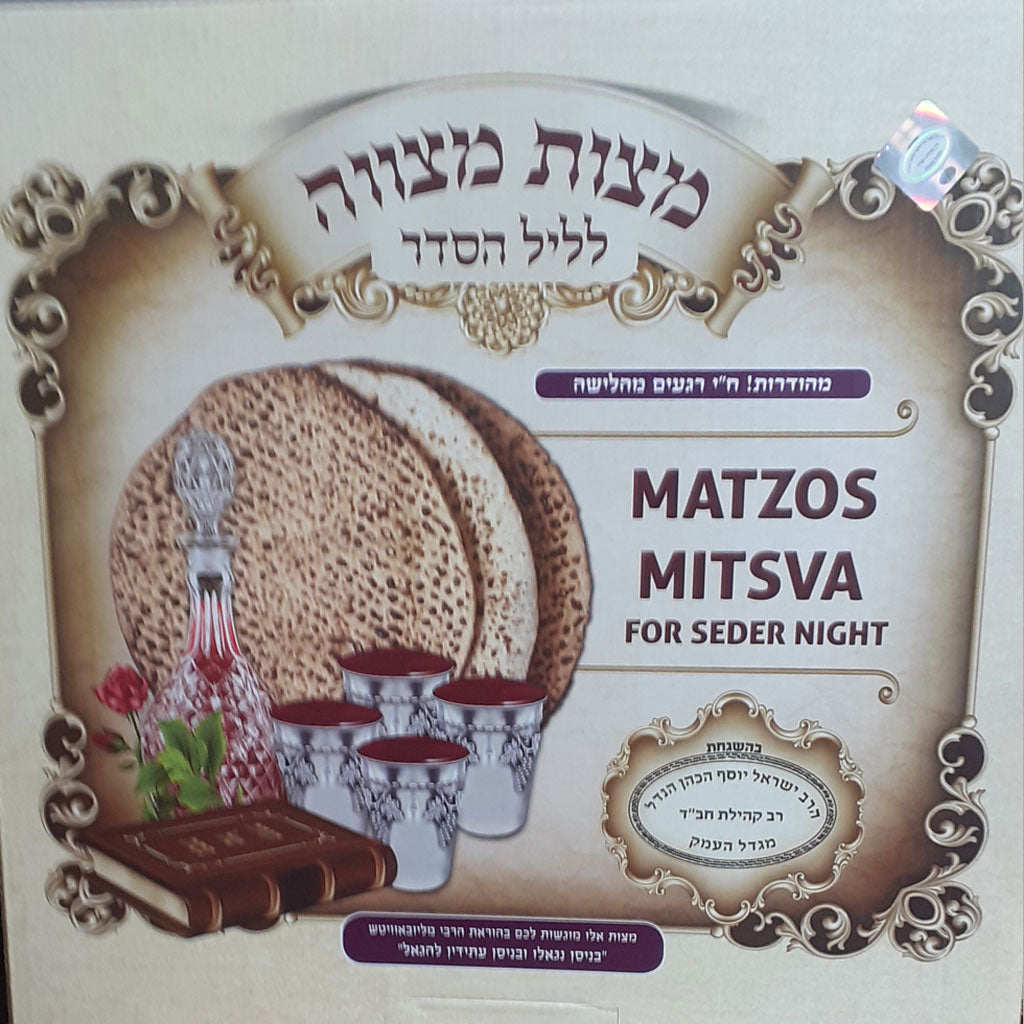 מצות מצווה
לליל הסדר
מהודרות! ח"י רגעים מהלישה
MATZOS
MITSVA
FOR SEDER NIGHT
בהשגחת
הרב ישראל יוסף הכהן הנדל
רב קהילת חב"ד
מגדל העמק
מצות אלו מוגשות לכם בהוראת הרבי מליובאוויטש
"בניסן נגאלו ובניסן עתידין להגאל"